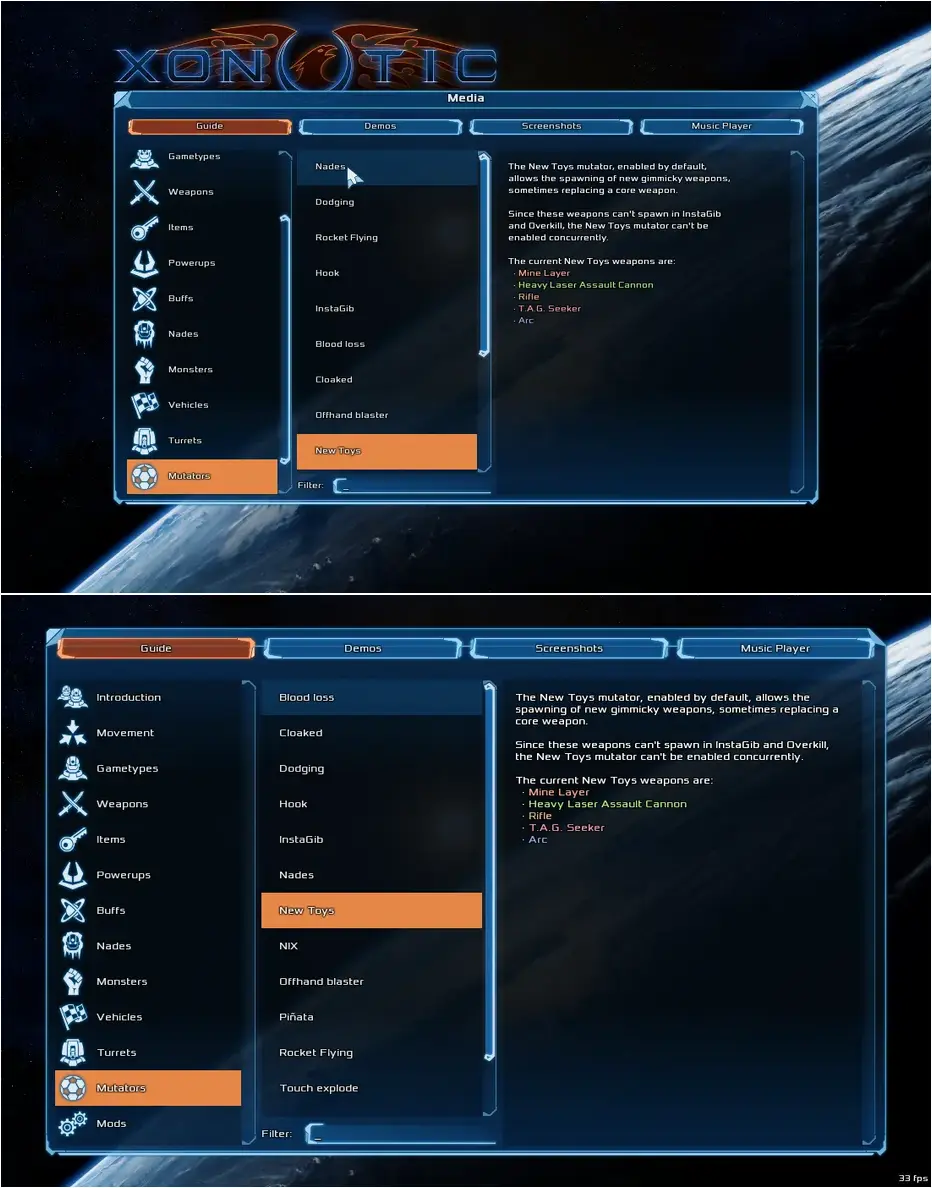 XONOTIC
Media
Guide
Demos
Screenshots
Music Player
Gametypes
Weapons
Items
Powerups
Buffs
Nades
Monsters
Vehicles
Turrets
Mutators
Nades
Dodging
Rocket Flying
Hook
InstaGib
Blood loss
Cloaked
Offhand blaster
New Toys
Filter: _
The New Toys mutator, enabled by default,
allows the spawning of new gimmicky weapons,
sometimes replacing a core weapon.
Since these weapons can't spawn in InstaGib
and Overkill, the New Toys mutator can't be
enabled concurrently.
The current New Toys weapons are:
· Mine Layer
· Heavy Laser Assault Cannon
· Rifle
· T.A.G. Seeker
· Arc
Guide
Demos
Screenshots
Music Player
Introduction
Movement
Gametypes
Weapons
Items
Powerups
Buffs
Nades
Monsters
Vehicles
Turrets
Mutators
Mods
Blood loss
Cloaked
Dodging
Hook
InstaGib
Nades
New Toys
NIX
Offhand blaster
Piñata
Rocket Flying
Touch explode
Filter: _
The New Toys mutator, enabled by default, allows the
spawning of new gimmicky weapons, sometimes replacing a
core weapon.
Since these weapons can't spawn in InstaGib and Overkill,
the New Toys mutator can't be enabled concurrently.
The current New Toys weapons are:
· Mine Layer
· Heavy Laser Assault Cannon
· Rifle
· T.A.G. Seeker
· Arc
33 fps